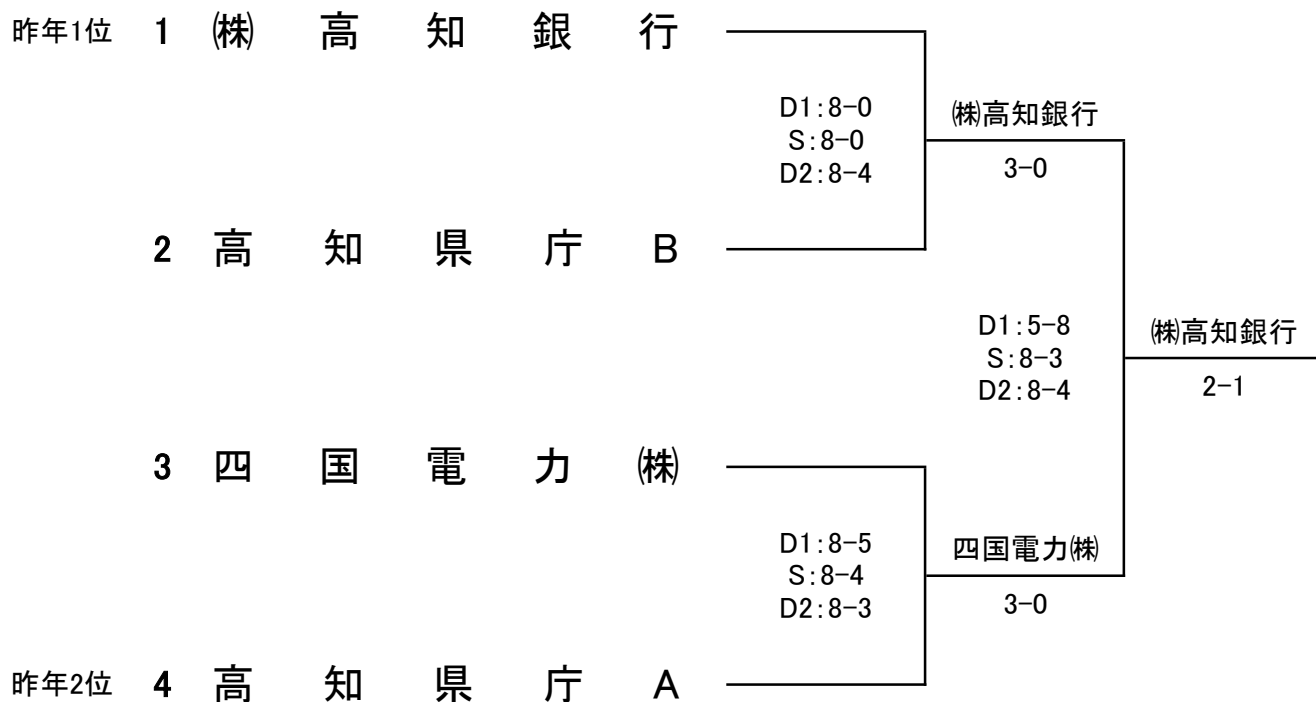 昨年1位 1 ㈱高知銀行
D1:8-0
S:8-0
D2:8-4
㈱高知銀行
3-0
2 高知県庁B
D1:5-8
S:8-3
D2:8-4
㈱高知銀行
2-1
3 四国電力㈱
D1:8-5
S:8-4
D2:8-3
四国電力㈱
3-0
昨年2位 4 高知県庁A